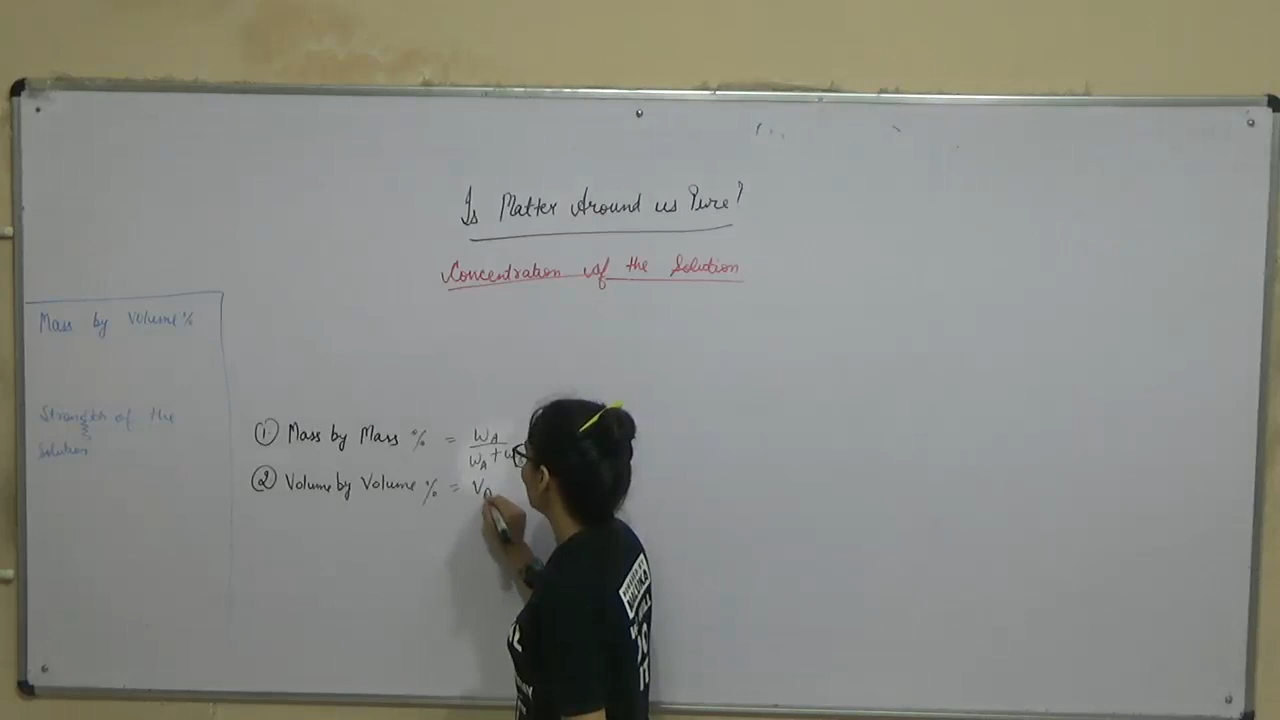 Is Matter Around us Pure?
Concentration of the Solution
Mass by Volume %
Strength of the
Solution
① Mass by Mass % = WA / WA + W
② Volume by Volume % = VA